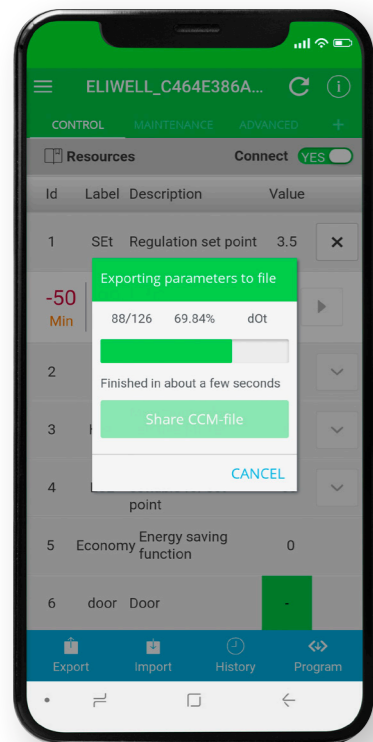 ELIWELL_C464E386A...
CONTROL MAINTENANCE ADVANCED +
Resources Connect YES
Id Label Description Value
1 SEt Regulation set point 3.5
Exporting parameters to file
-50
Min
88/126 69.84% dOt
Finished in about a few seconds
2
Share CCM-file
3
CANCEL
4
point
5 Economy Energy saving function 0
6 door Door -
Export Import History Program